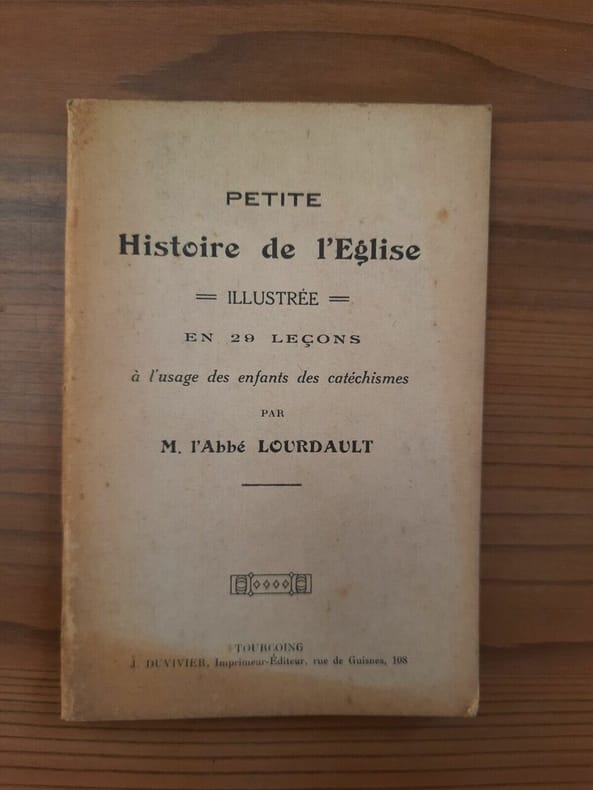 PETITE
Histoire de l'Eglise
ILLUSTRÉE
EN 29 LEÇONS
à l'usage des enfants des catéchismes
PAR
M. l'Abbé LOURDAULT
TOURCOING
J. DUVIVIER, Imprimeur-Éditeur, rue de Guisnes, 108